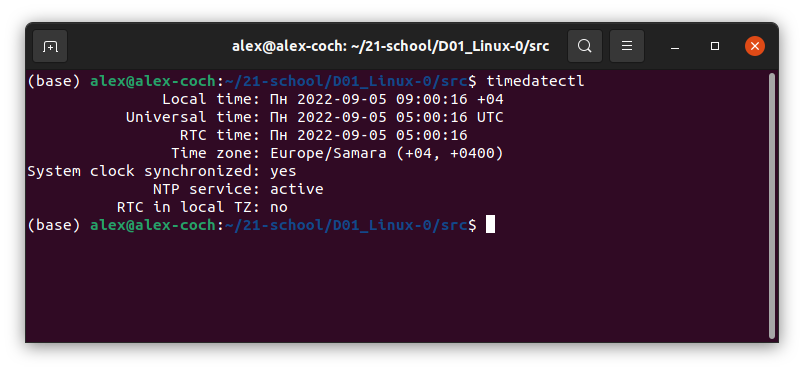 alex@alex-coch: ~/21-school/D01_Linux-0/src
(base) alex@alex-coch:~/21-school/D01_Linux-0/src$ timedatectl
Local time: Пн 2022-09-05 09:00:16 +04
Universal time: Пн 2022-09-05 05:00:16 UTC
RTC time: Пн 2022-09-05 05:00:16
Time zone: Europe/Samara (+04, +0400)
System clock synchronized: yes
NTP service: active
RTC in local TZ: no
(base) alex@alex-coch:~/21-school/D01_Linux-0/src$